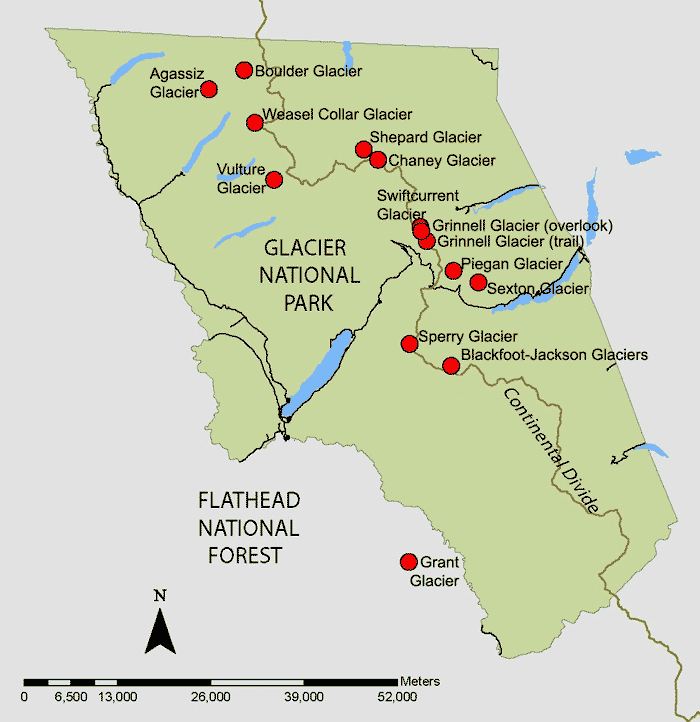 Boulder Glacier
Agassiz
Glacier
Weasel Collar Glacier
Shepard Glacier
Chaney Glacier
Vulture
Glacier
Swiftcurrent
Glacier
Grinnell Glacier (overlook)
Grinnell Glacier (trail)
GLACIER
NATIONAL
PARK
Piegan Glacier
Sexton Glacier
Sperry Glacier
Blackfoot-Jackson Glaciers
Continental Divide
FLATHEAD
NATIONAL
FOREST
Grant
Glacier
N
Meters
0 6,500 13,000 26,000 39,000 52,000